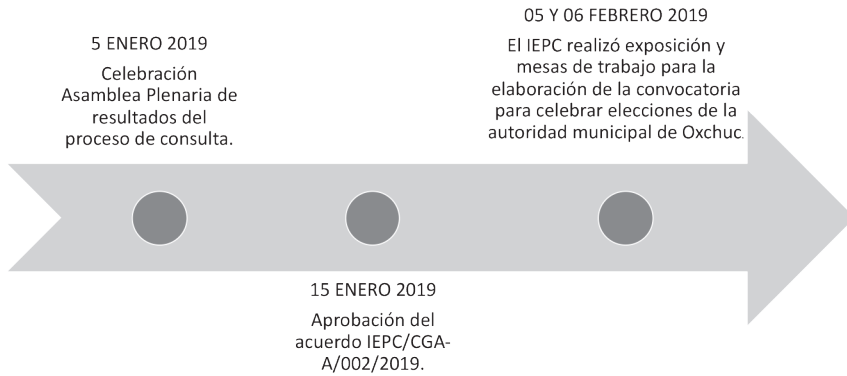 5 ENERO 2019
Celebración
Asamblea Plenaria de
resultados del
proceso de consulta.
15 ENERO 2019
Aprobación del
acuerdo IEPC/CGA-
A/002/2019.
05 Y 06 FEBRERO 2019
El IEPC realizó exposición y
mesas de trabajo para la
elaboración de la convocatoria
para celebrar elecciones de la
autoridad municipal de Oxchuc.